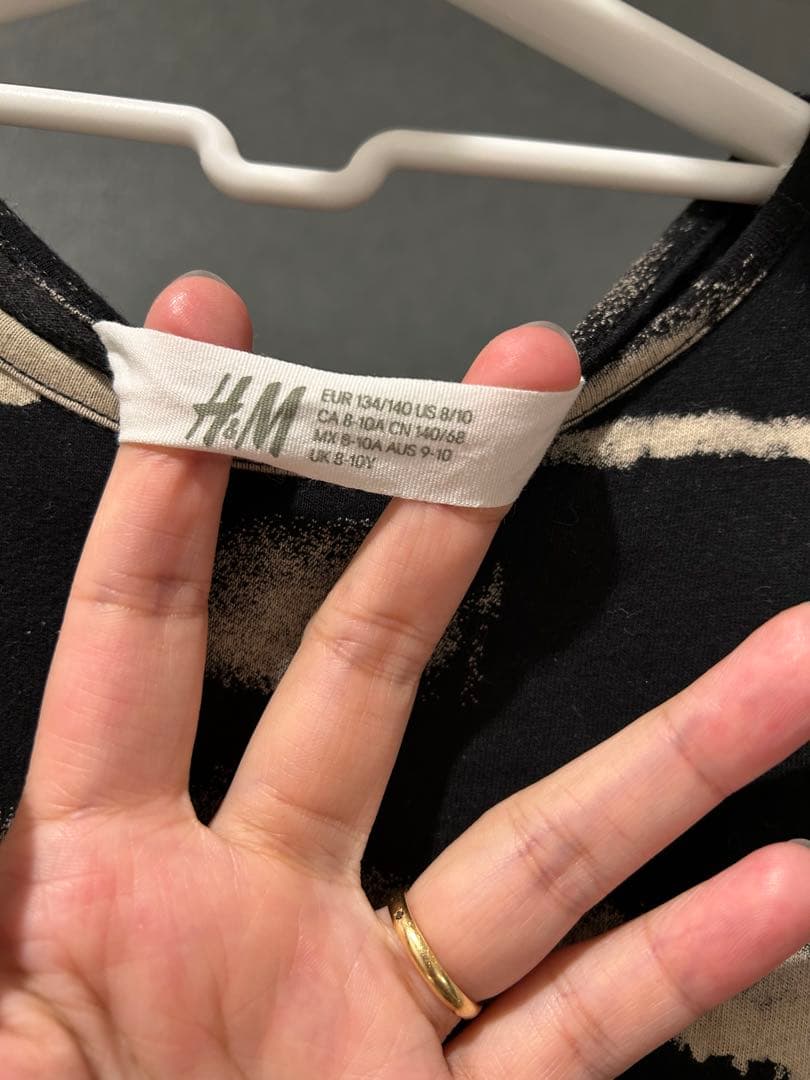 H&M
EUR 134/140 US 8/10
CA 8-10A CN 140/68
MX 8-10A AUS 9-10
UK 8-10Y